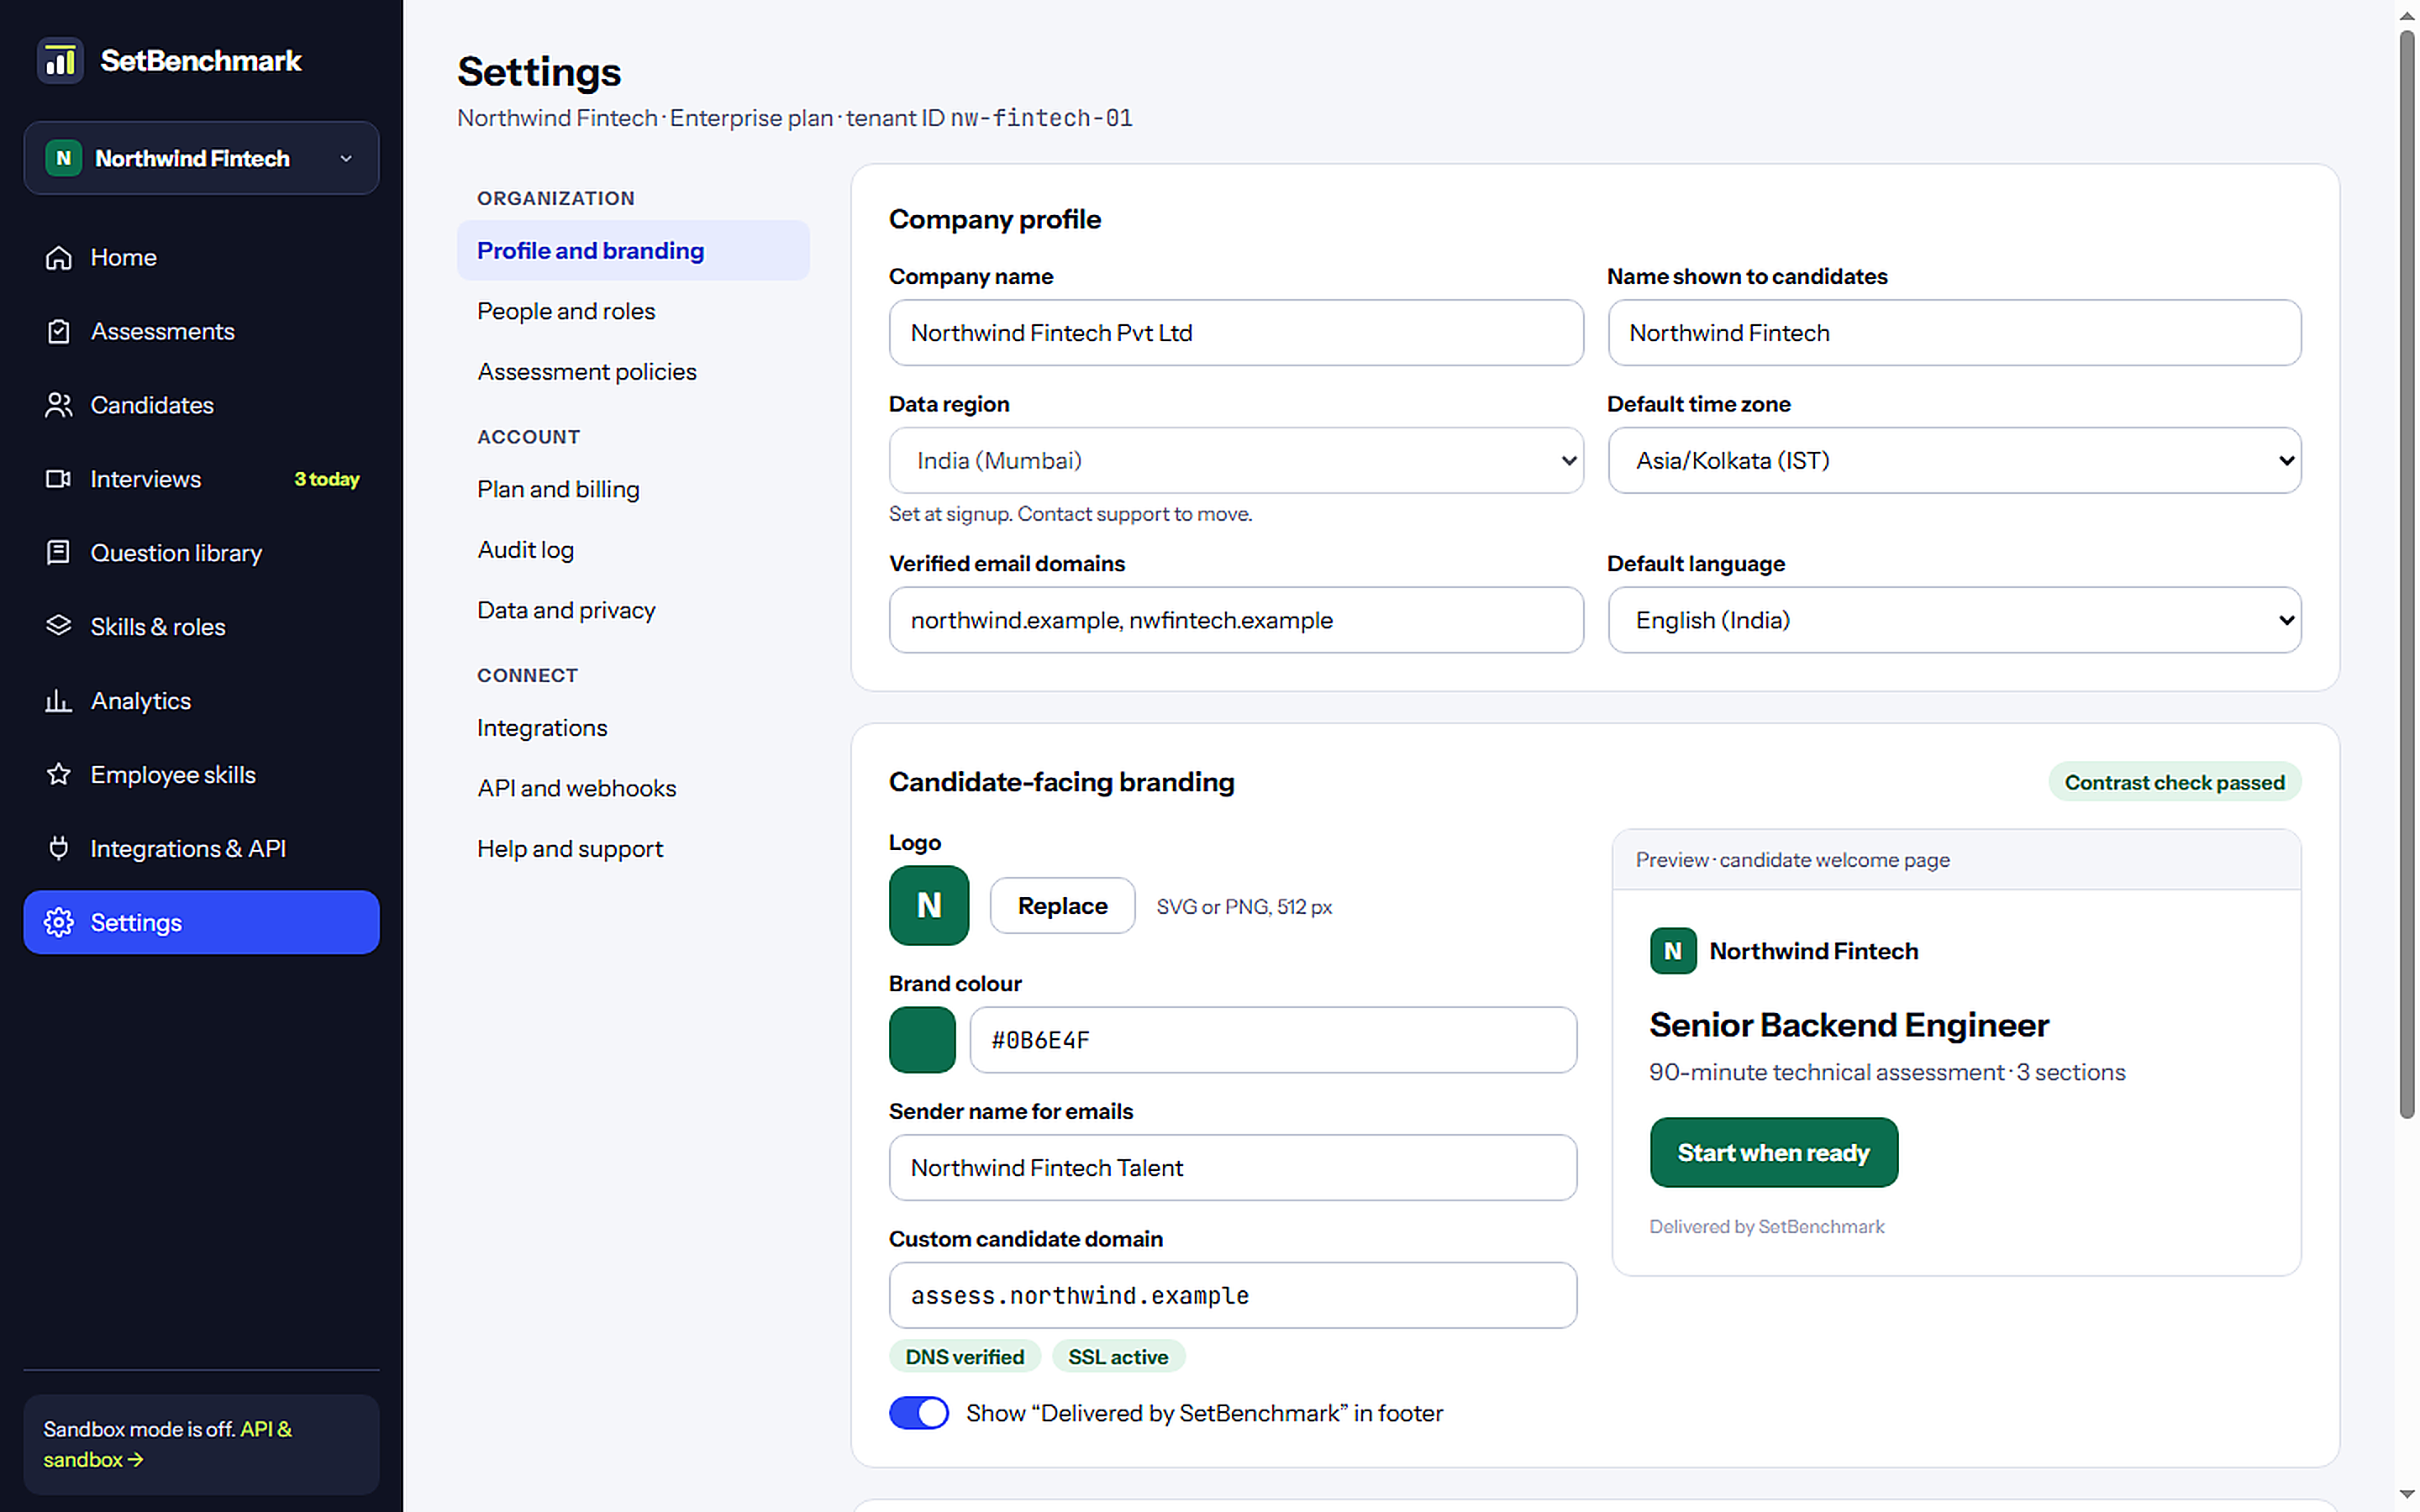 SetBenchmark
N Northwind Fintech
Home
Assessments
Candidates
Interviews 3 today
Question library
Skills & roles
Analytics
Employee skills
Integrations & API
Settings
Sandbox mode is off. API &
sandbox →
Settings
Northwind Fintech · Enterprise plan · tenant ID nw-fintech-01
ORGANIZATION
Profile and branding
People and roles
Assessment policies
ACCOUNT
Plan and billing
Audit log
Data and privacy
CONNECT
Integrations
API and webhooks
Help and support
Company profile
Company name
Northwind Fintech Pvt Ltd
Name shown to candidates
Northwind Fintech
Data region
India (Mumbai)
Set at signup. Contact support to move.
Default time zone
Asia/Kolkata (IST)
Verified email domains
northwind.example, nwfintech.example
Default language
English (India)
Candidate-facing branding
Contrast check passed
Logo
N Replace SVG or PNG, 512 px
Brand colour
#0B6E4F
Sender name for emails
Northwind Fintech Talent
Custom candidate domain
assess.northwind.example
DNS verified SSL active
Show “Delivered by SetBenchmark” in footer
Preview · candidate welcome page
N Northwind Fintech
Senior Backend Engineer
90-minute technical assessment · 3 sections
Start when ready
Delivered by SetBenchmark